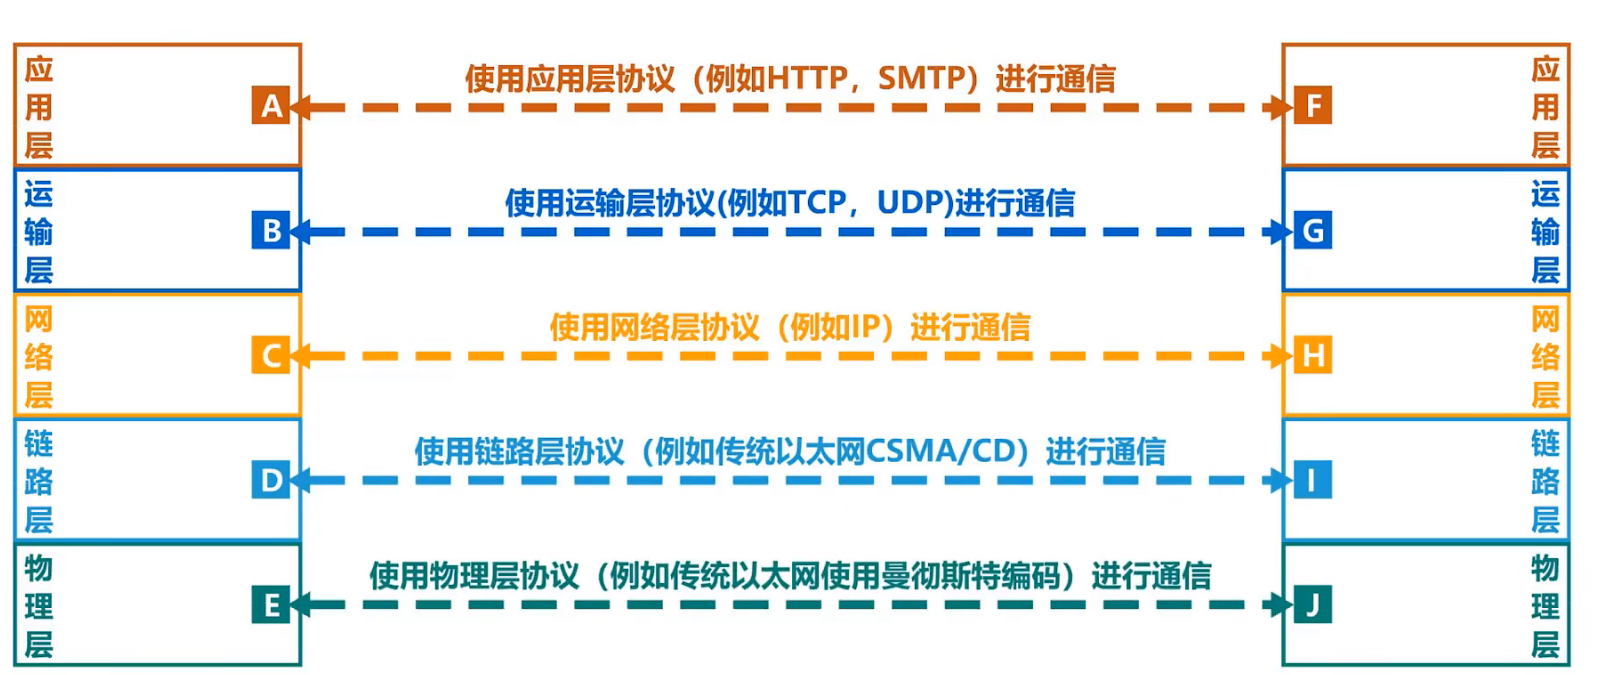 应用层
A
使用应用层协议（例如HTTP，SMTP）进行通信
F
应用层
运输层
B
使用运输层协议(例如TCP，UDP)进行通信
G
运输层
网络层
C
使用网络层协议（例如IP）进行通信
H
网络层
链路层
D
使用链路层协议（例如传统以太网CSMA/CD）进行通信
I
链路层
物理层
E
使用物理层协议（例如传统以太网使用曼彻斯特编码）进行通信
J
物理层